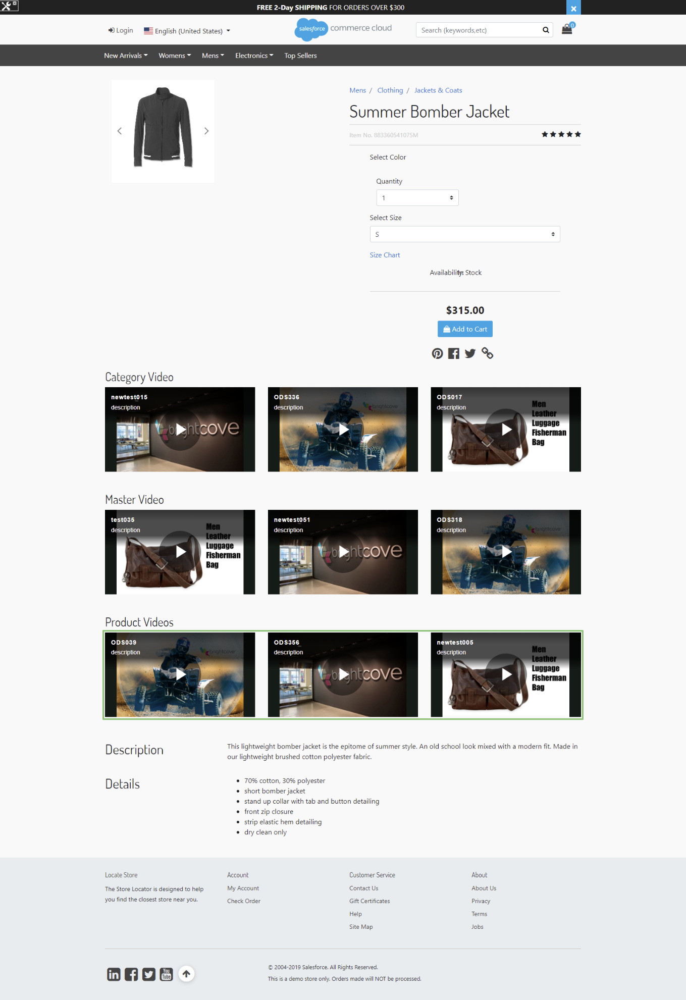 FREE 2-Day SHIPPING FOR ORDERS OVER $300
Login
English (United States)
salesforce commerce cloud
Search (keywords,etc)
0
New Arrivals
Womens
Mens
Electronics
Top Sellers
Mens / Clothing / Jackets & Coats
Summer Bomber Jacket
Item No. 883360541075M
Select Color
Quantity
1
Select Size
S
Size Chart
Availability: In Stock
$315.00
Add to Cart
Category Video
newtest015
description
brightcove
ODS336
description
brightcove
ODS017
description
Men
Leather
Luggage
Fisherman
Bag
Master Video
test035
description
Men
Leather
Luggage
Fisherman
Bag
newtest051
description
brightcove
ODS318
description
brightcove
Product Videos
ODS039
description
brightcove
ODS356
description
brightcove
newtest005
description
Men
Leather
Luggage
Fisherman
Bag
Description
This lightweight bomber jacket is the epitome of summer style. An old school look mixed with a modern fit. Made in
our lightweight brushed cotton polyester fabric.
Details
70% cotton, 30% polyester
short bomber jacket
stand up collar with tab and button detailing
front zip closure
strip elastic hem detailing
dry clean only
Locate Store
The Store Locator is designed to help
you find the closest store near you.
Account
My Account
Check Order
Customer Service
Contact Us
Gift Certificates
Help
Site Map
About
About Us
Privacy
Terms
Jobs
in
You
Tube
© 2004-2019 Salesforce. All Rights Reserved.
This is a demo store only. Orders made will NOT be processed.